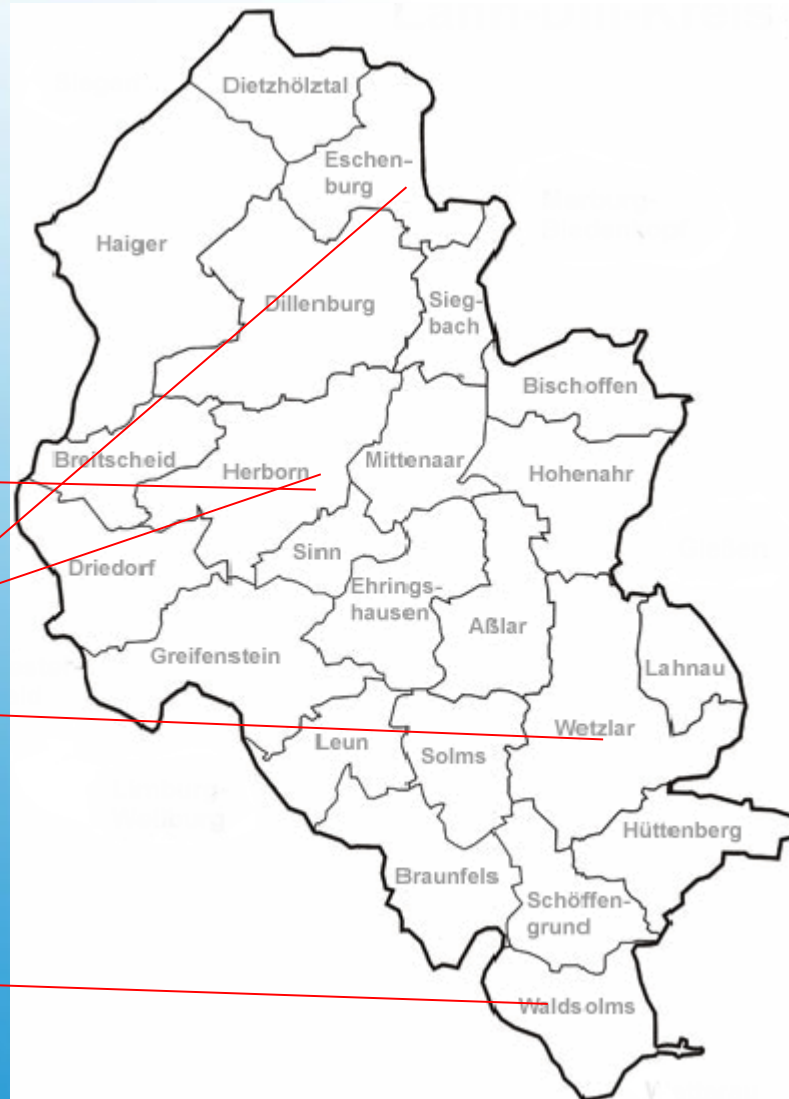 Dietzhölztal
Eschen-
burg
Haiger
Dillenburg
Sieg-
bach
Bischoffen
Breitscheid
Herborn
Mittenaar
Hohenahr
Driedorf
Sinn
Ehrings-
hausen
Aßlar
Greifenstein
Lahnau
Leun
Solms
Wetzlar
Hüttenberg
Braunfels
Schöffen-
grund
Waldsolms